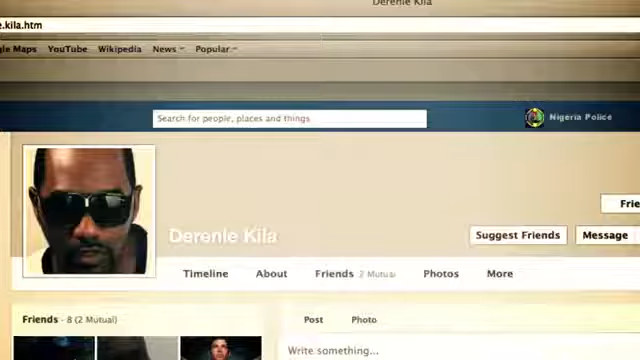 Derenle Kila
e.kila.htm
gle Maps YouTube Wikipedia News Popular
Search for people, places and things
Nigeria Police
Frie
Derenle Kila
Suggest Friends Message
Timeline About Friends 2 Mutual Photos More
Friends - 8 (2 Mutual)
Post Photo
Write something...